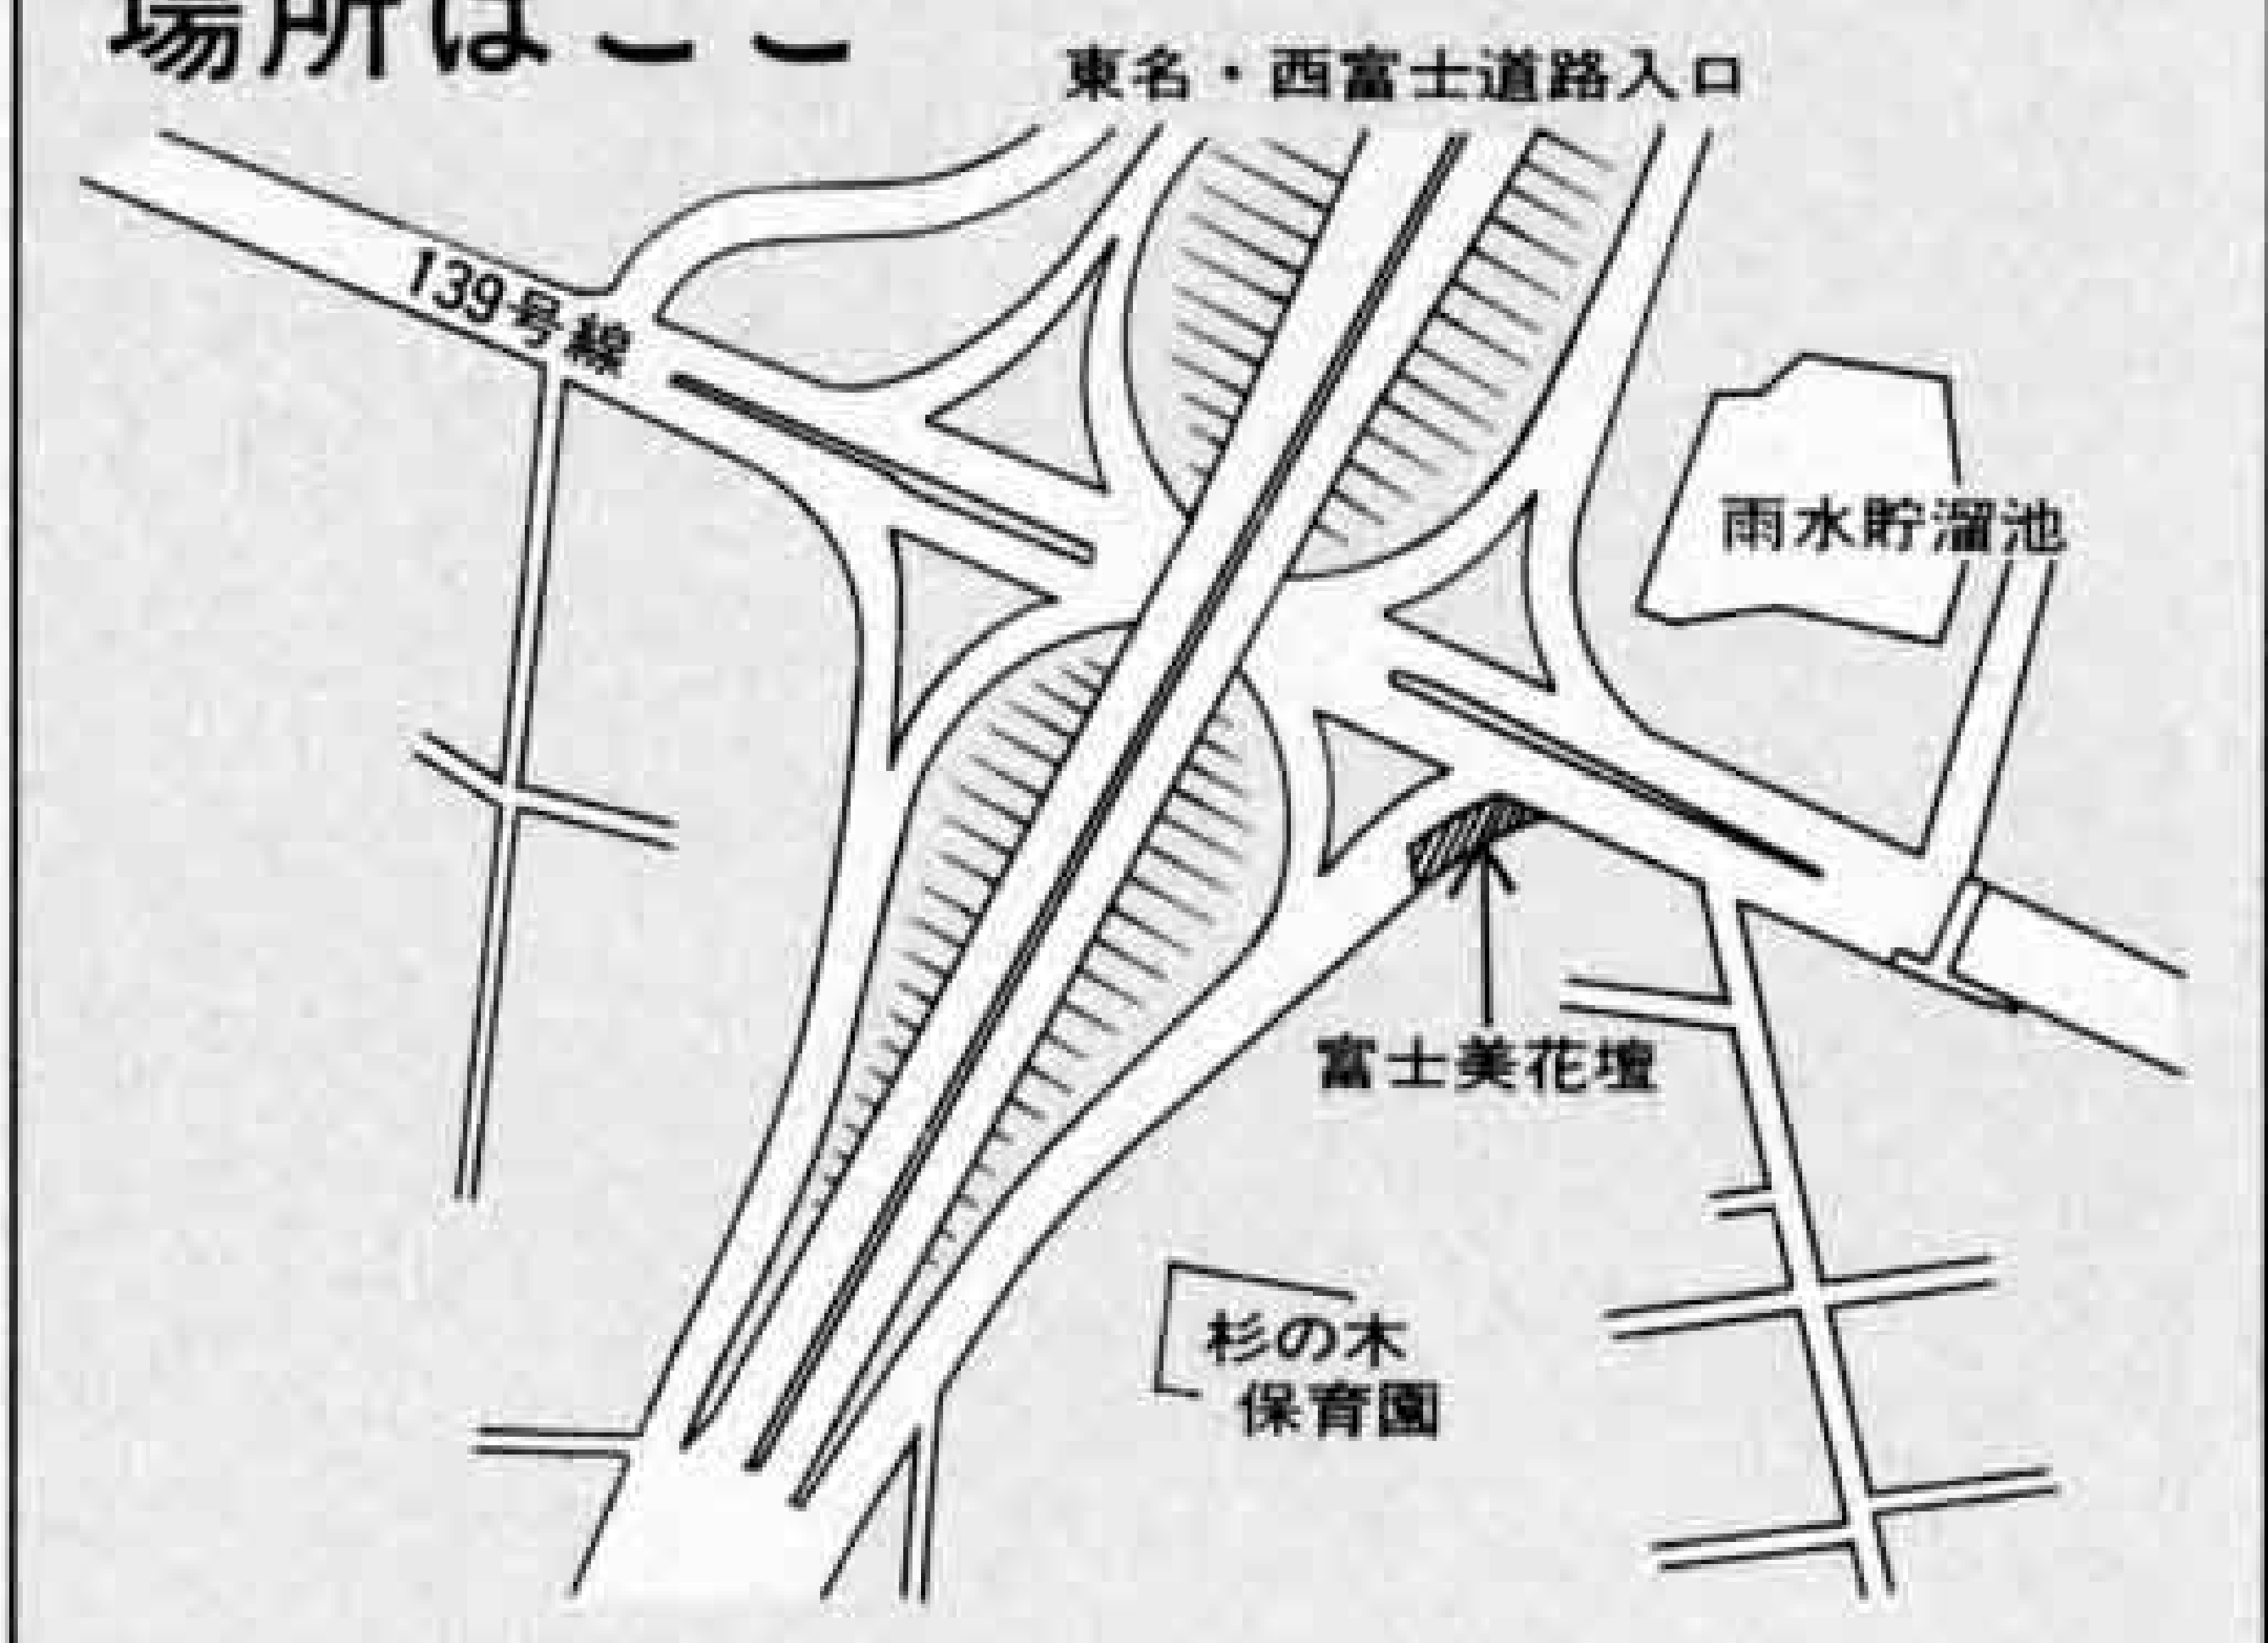 場所はここ
東名・西富士道路入口
139号線
雨水貯溜池
富士美花壇
杉の木
保育園